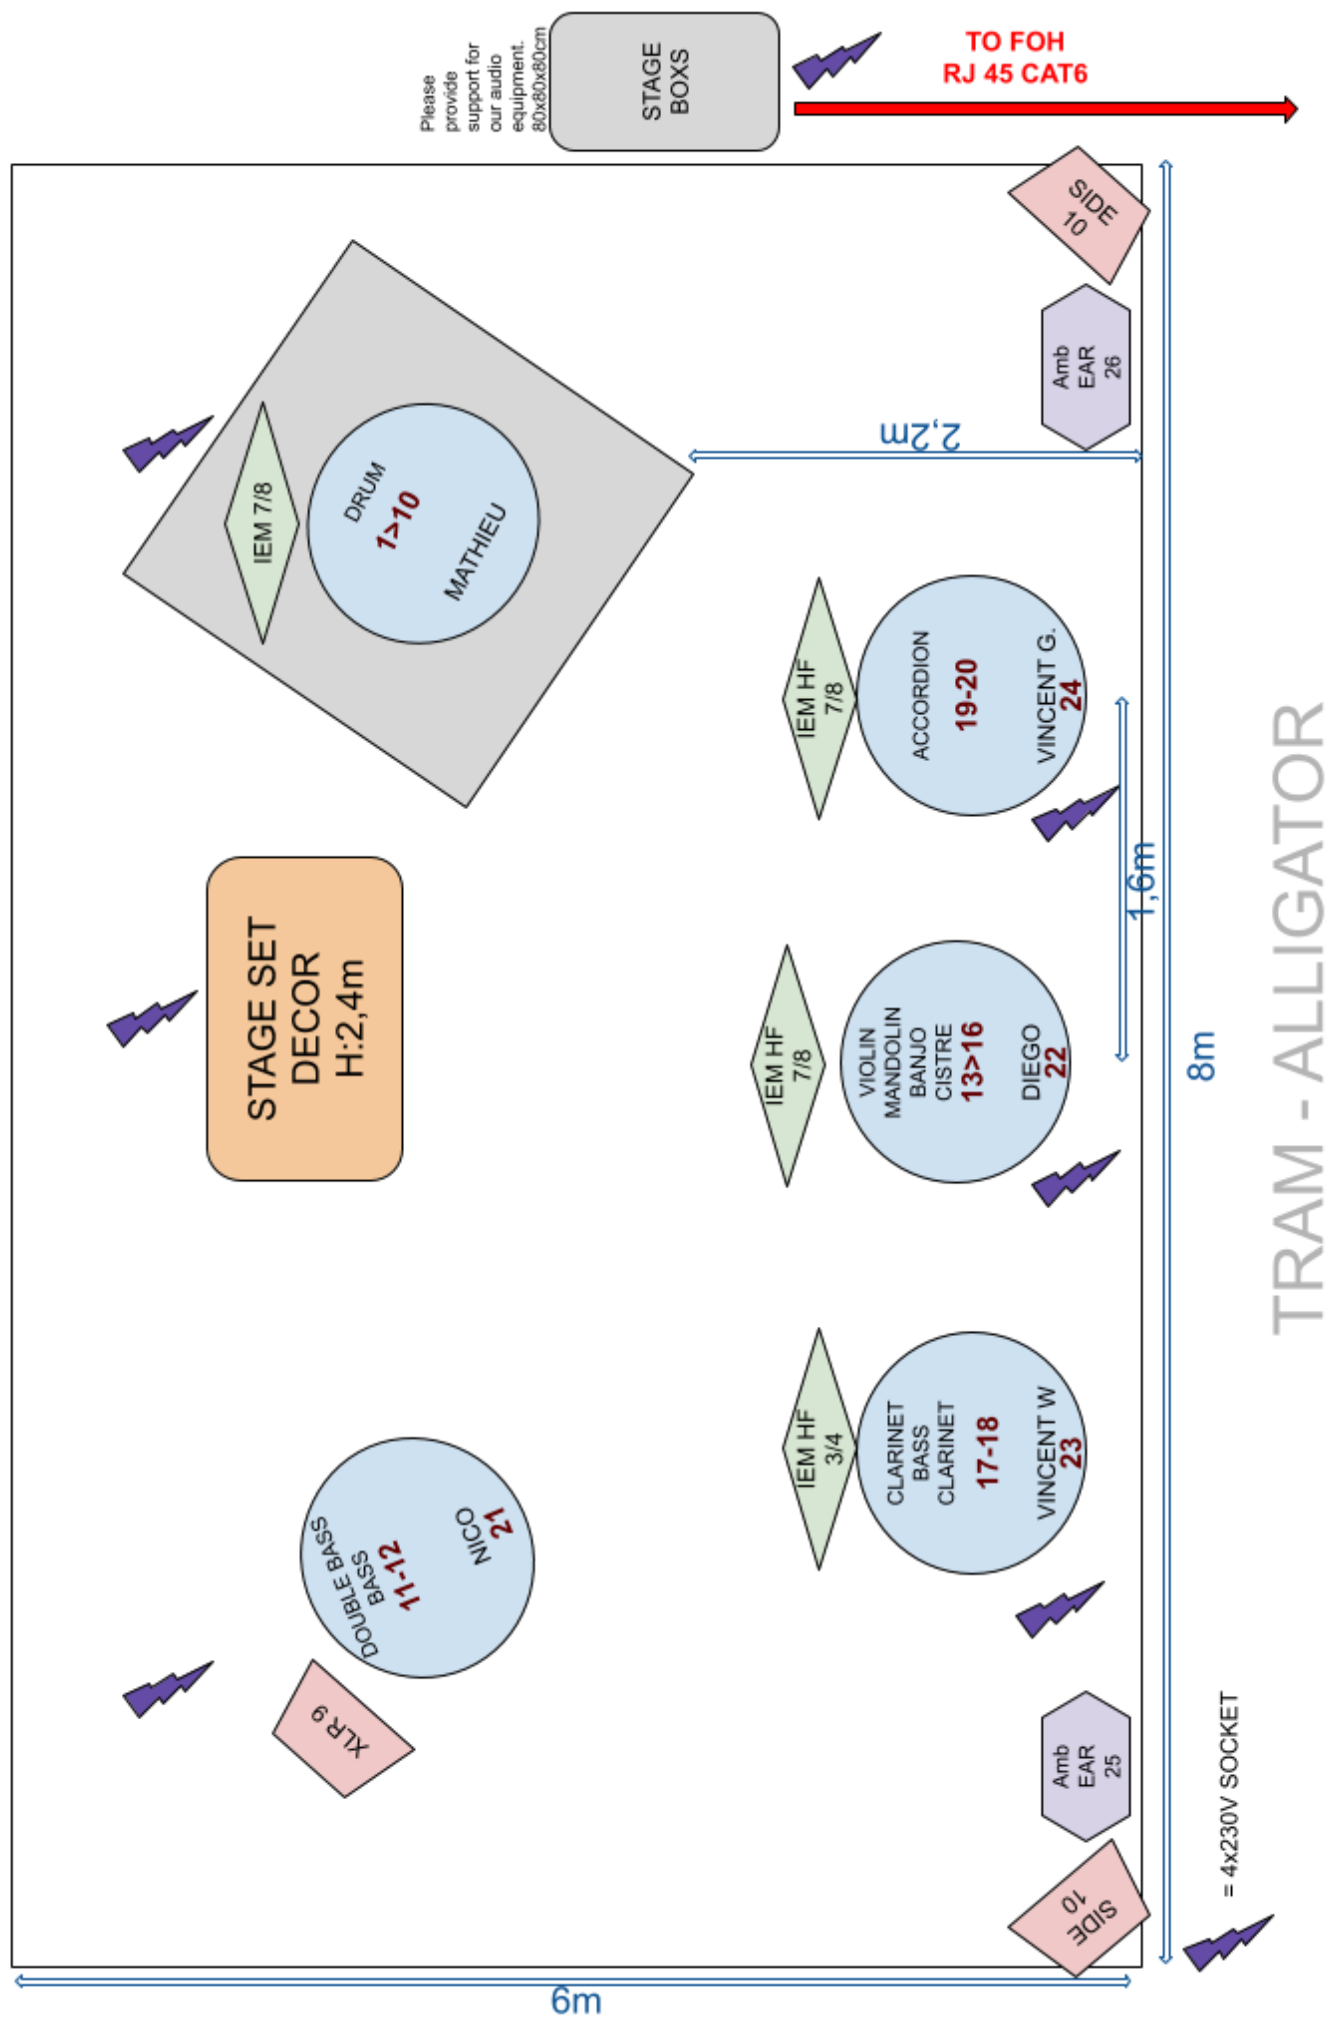 Please
provide
support for
our audio
equipment.
80x80x80cm
STAGE
BOXS
TO FOH
RJ 45 CAT6
SIDE
10
Amb
EAR
26
IEM 7/8
DRUM
1>10
MATHIEU
2,2m
IEM HF
7/8
ACCORDION
19-20
VINCENT G.
24
1,6m
STAGE SET
DECOR
H:2,4m
IEM HF
7/8
VIOLIN
MANDOLIN
BANJO
CISTRE
13>16
DIEGO
22
8m
IEM HF
3/4
CLARINET
BASS
CLARINET
17-18
VINCENT W
23
DOUBLE BASS
BASS
11-12
NICO
21
XLR 9
Amb
EAR
25
SIDE
10
= 4x230V SOCKET
6m
TRAM - ALLIGATOR